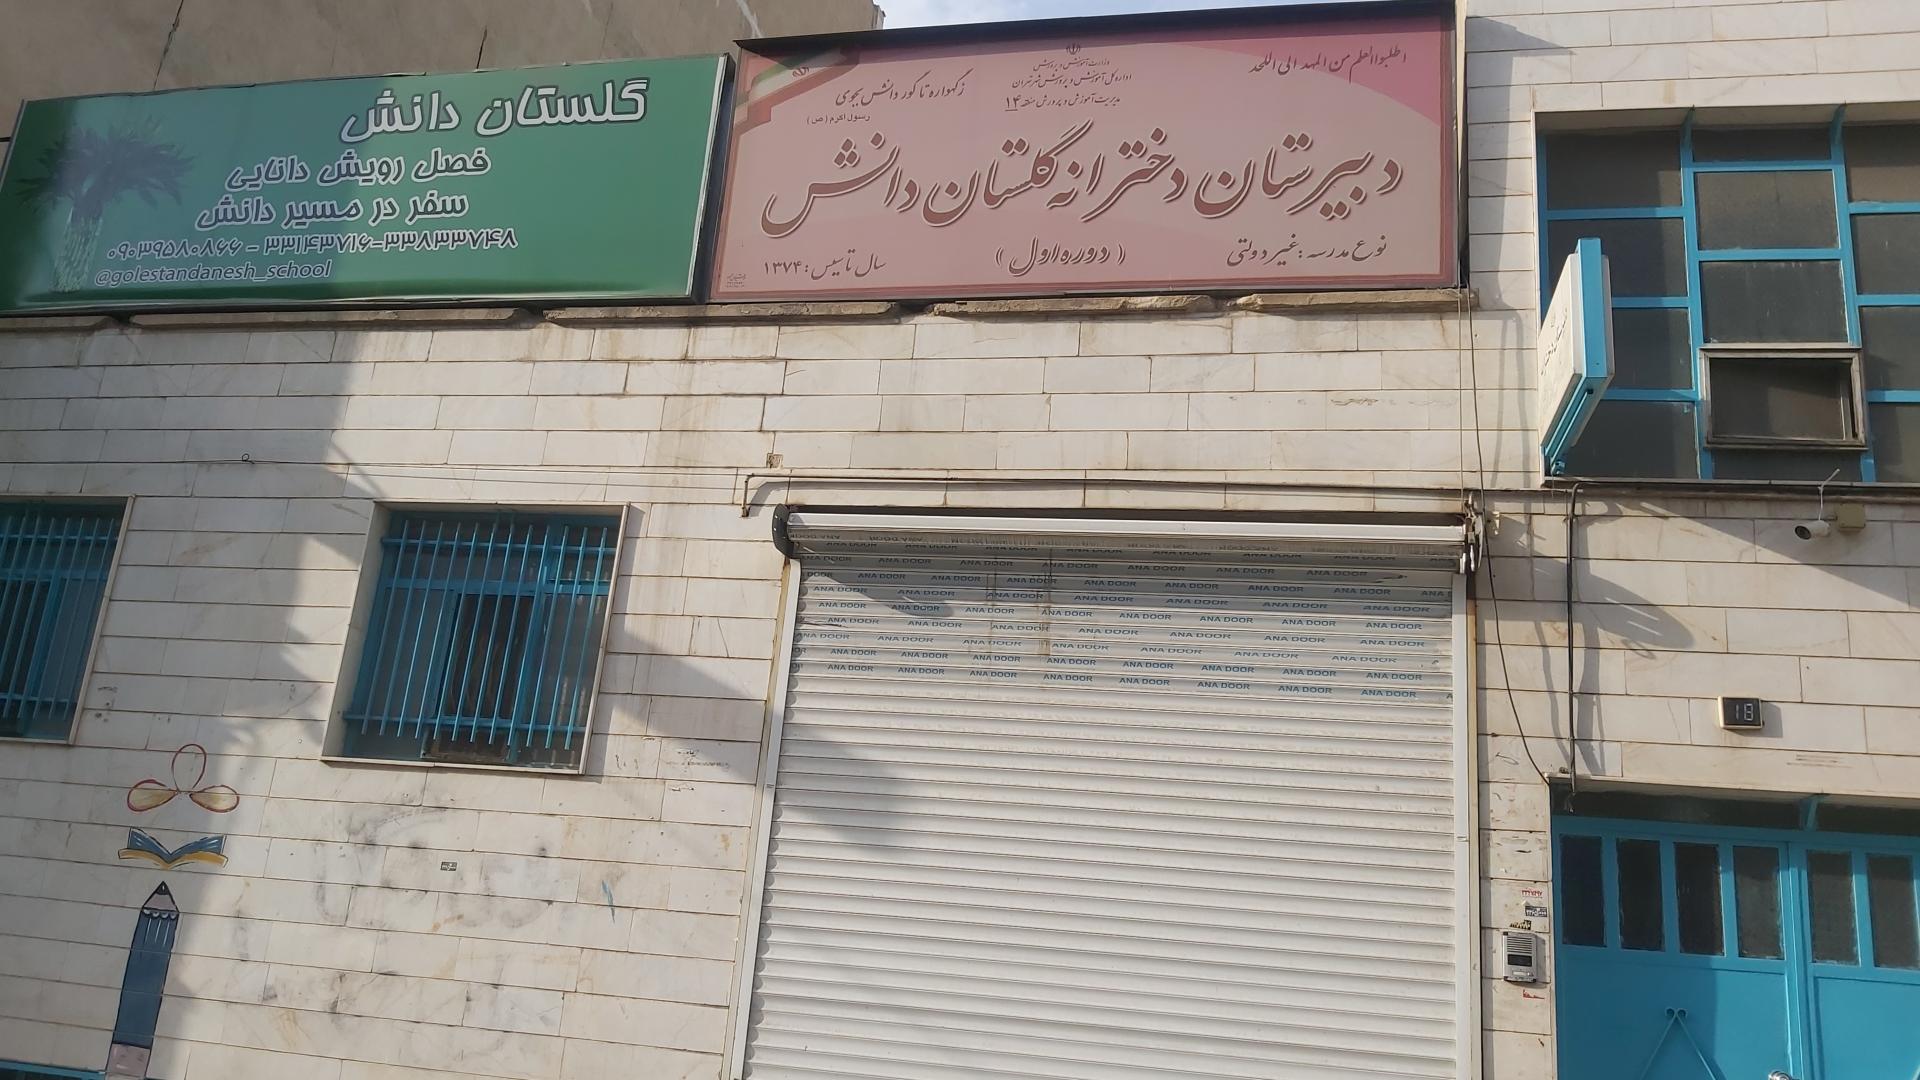 اطلبوا العلم من المهد الی اللحد
وزارت آموزش و پرورش
اداره کل آموزش و پرورش شهر تهران
مدیریت آموزش و پرورش منطقه ۱۴
زگهواره تا گور دانش بجوی
رسول اکرم (ص)
دبیرستان دخترانه گلستان دانش
(دوره اول)
نوع مدرسه: غیر دولتی
سال تأسیس: ۱۳۷۴
گلستان دانش
فصل رویش دانایی
سفر در مسیر دانش
۰۹۰۳۹۵۸۰۸۶۶ - ۳۳۱۴۳۷۱۶-۳۳۸۳۳۷۴۸
@golestandanesh_school
ANA DOOR
13